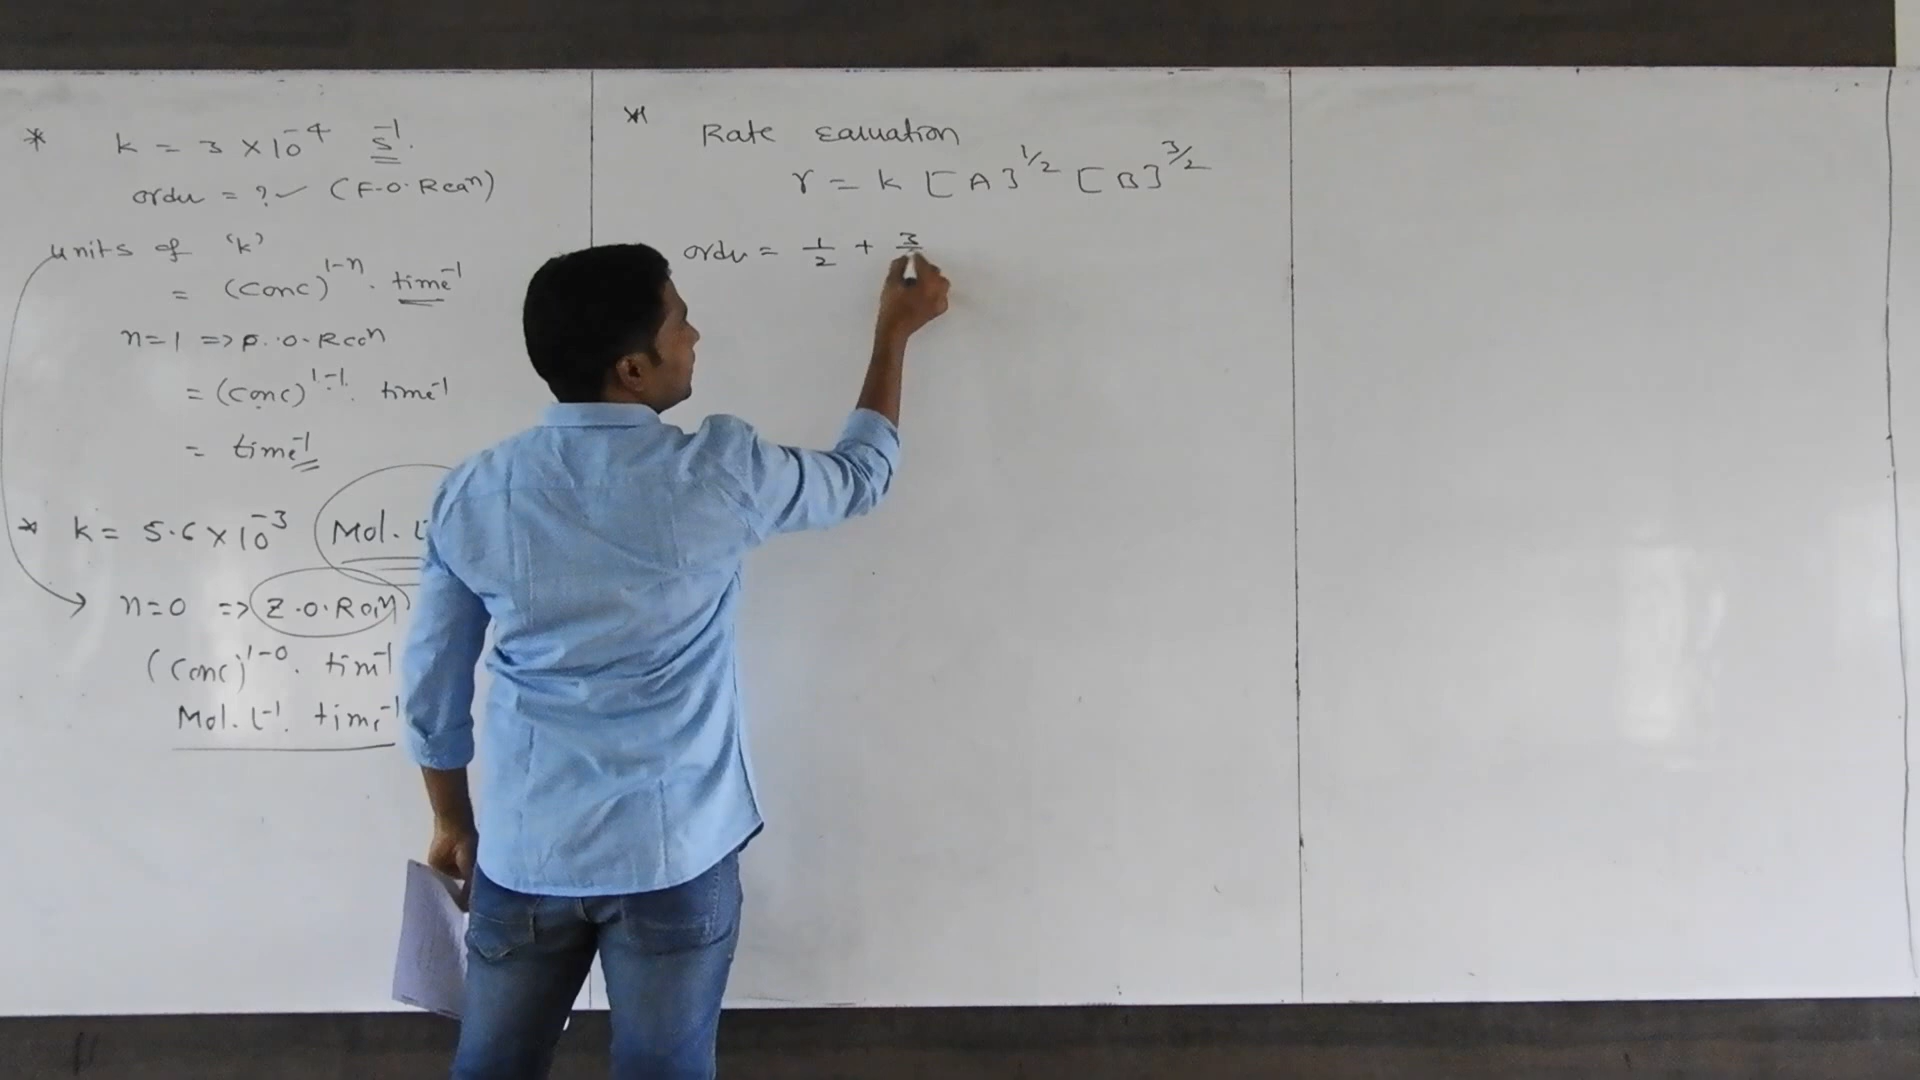 * k = 3 × 10⁻⁴ s⁻¹.
order = ? ✓ (F.O.Rean)
units of 'k'
= (conc)¹⁻ⁿ . time⁻¹
n=1 => F.O.Rean
= (conc)¹⁻¹. time⁻¹
= time⁻¹
* k = 5.6 × 10⁻³ Mol.
n=0 => Z.O.Rean
(conc)¹⁻⁰. time⁻¹
Mol. L⁻¹. time⁻¹
* Rate Equation
r = k [A]^1/2 [B]^3/2
order = 1/2 + 3